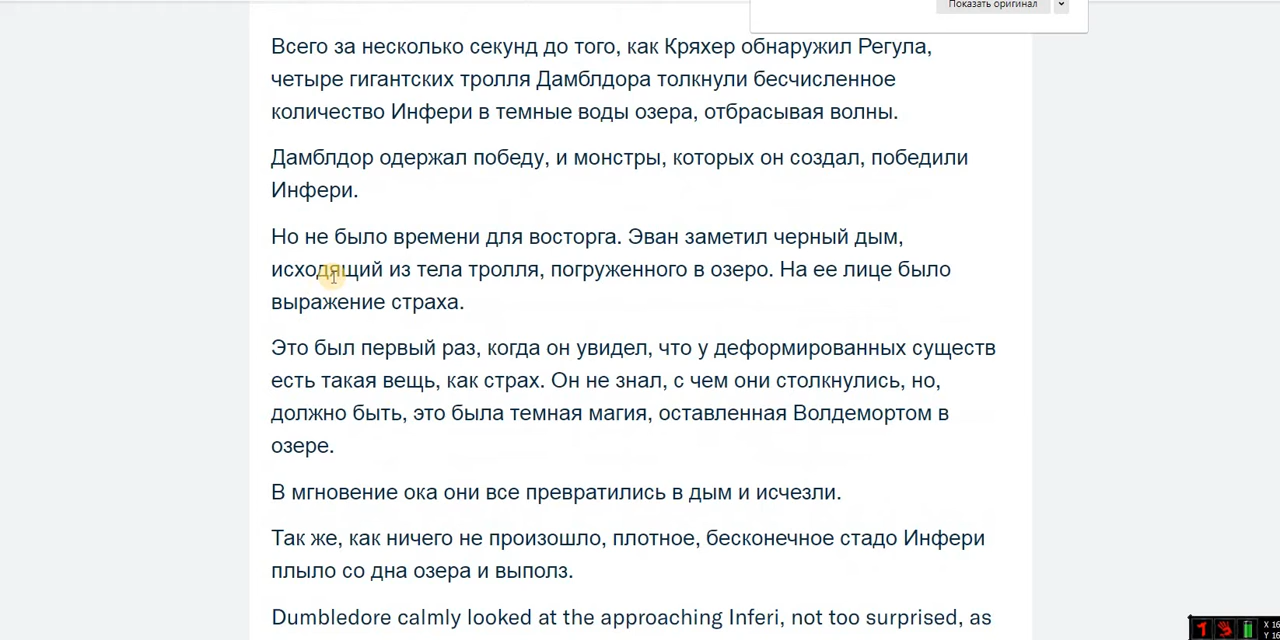 Показать оригинал
Всего за несколько секунд до того, как Кряхер обнаружил Регула,
четыре гигантских тролля Дамблдора толкнули бесчисленное
количество Инфери в темные воды озера, отбрасывая волны.
Дамблдор одержал победу, и монстры, которых он создал, победили
Инфери.
Но не было времени для восторга. Эван заметил черный дым,
исходящий из тела тролля, погруженного в озеро. На ее лице было
выражение страха.
Это был первый раз, когда он увидел, что у деформированных существ
есть такая вещь, как страх. Он не знал, с чем они столкнулись, но,
должно быть, это была темная магия, оставленная Волдемортом в
озере.
В мгновение ока они все превратились в дым и исчезли.
Так же, как ничего не произошло, плотное, бесконечное стадо Инфери
плыло со дна озера и выполз.
Dumbledore calmly looked at the approaching Inferi, not too surprised, as
X 16
Y 16